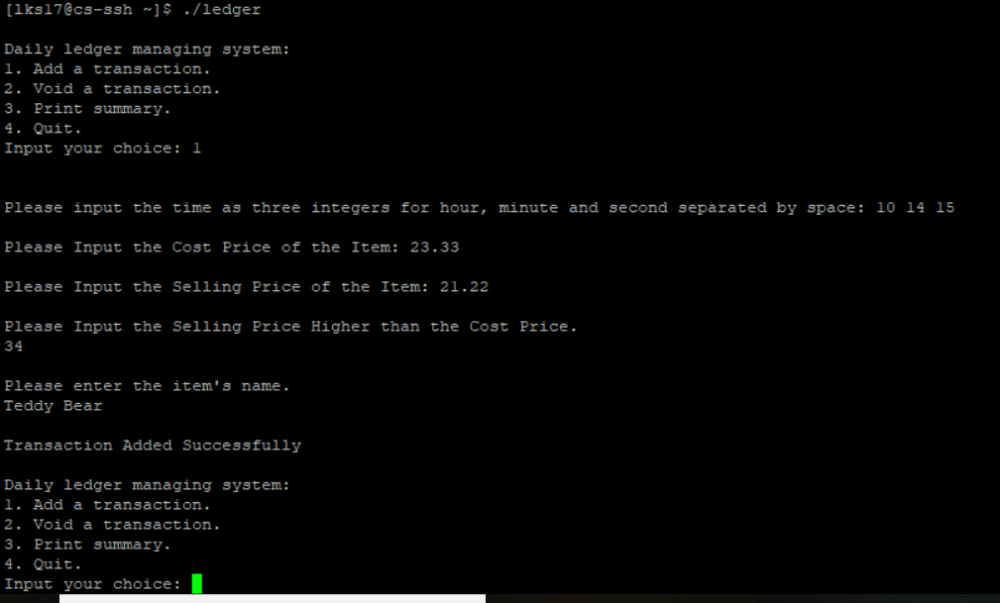 [lks17@cs-ssh ~]$ ./ledger
Daily ledger managing system:
1. Add a transaction.
2. Void a transaction.
3. Print summary.
4. Quit.
Input your choice: 1
Please input the time as three integers for hour, minute and second separated by space: 10 14 15
Please Input the Cost Price of the Item: 23.33
Please Input the Selling Price of the Item: 21.22
Please Input the Selling Price Higher than the Cost Price.
34
Please enter the item's name.
Teddy Bear
Transaction Added Successfully
Daily ledger managing system:
1. Add a transaction.
2. Void a transaction.
3. Print summary.
4. Quit.
Input your choice: